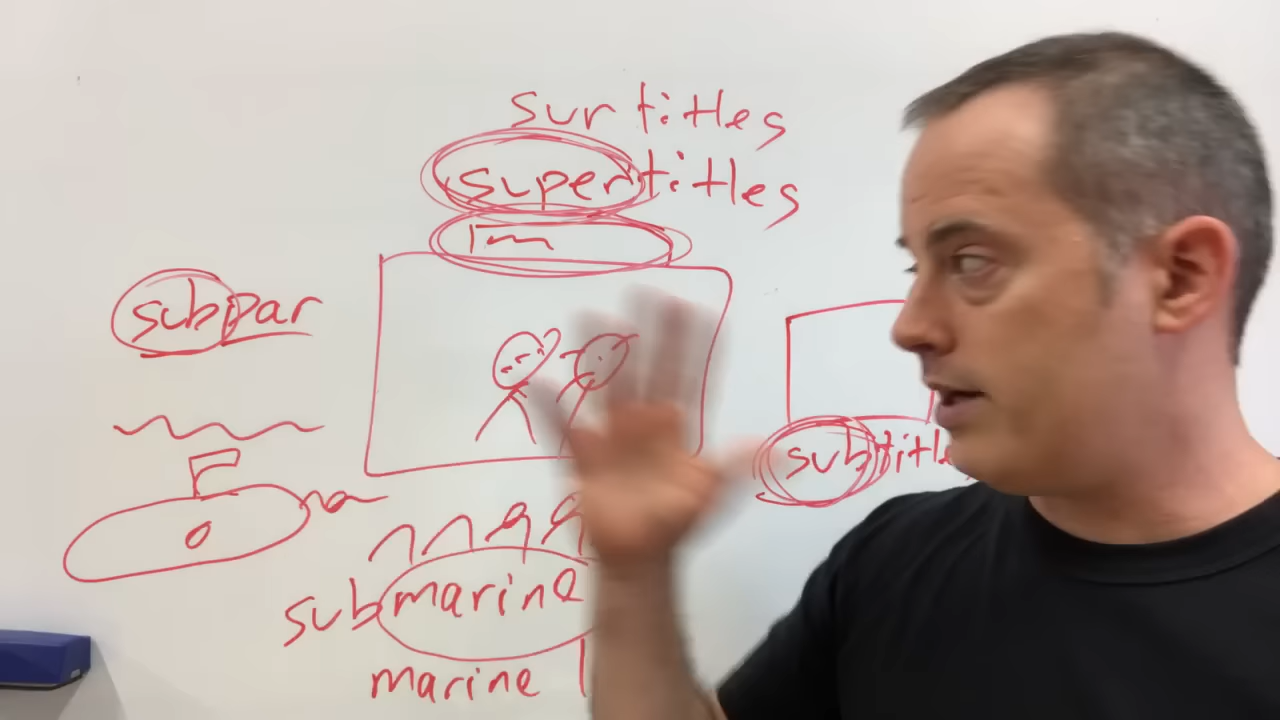 surtitles
supertitles
subpar
subtitle
submarine
marine